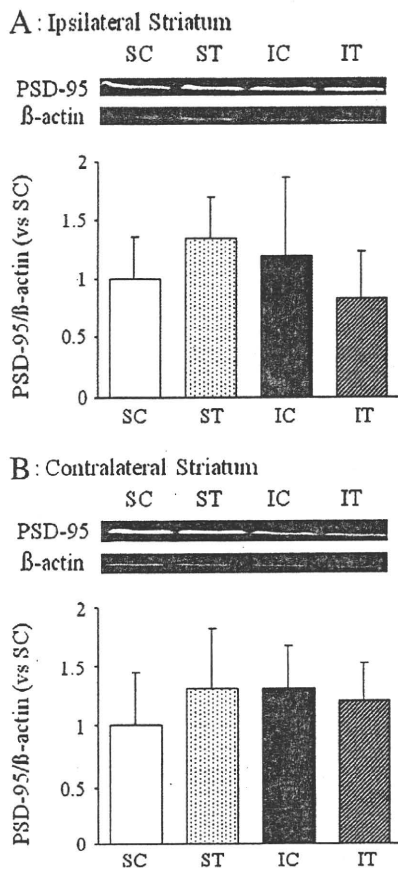 A : Ipsilateral Striatum
SC ST IC IT
PSD-95
ß-actin
PSD-95/ß-actin (vs SC)
2
1.5
1
0.5
0
SC ST IC IT
B : Contralateral Striatum
SC ST IC IT
PSD-95
ß-actin
PSD-95/ß-actin (vs SC)
2
1.5
1
0.5
0
SC ST IC IT